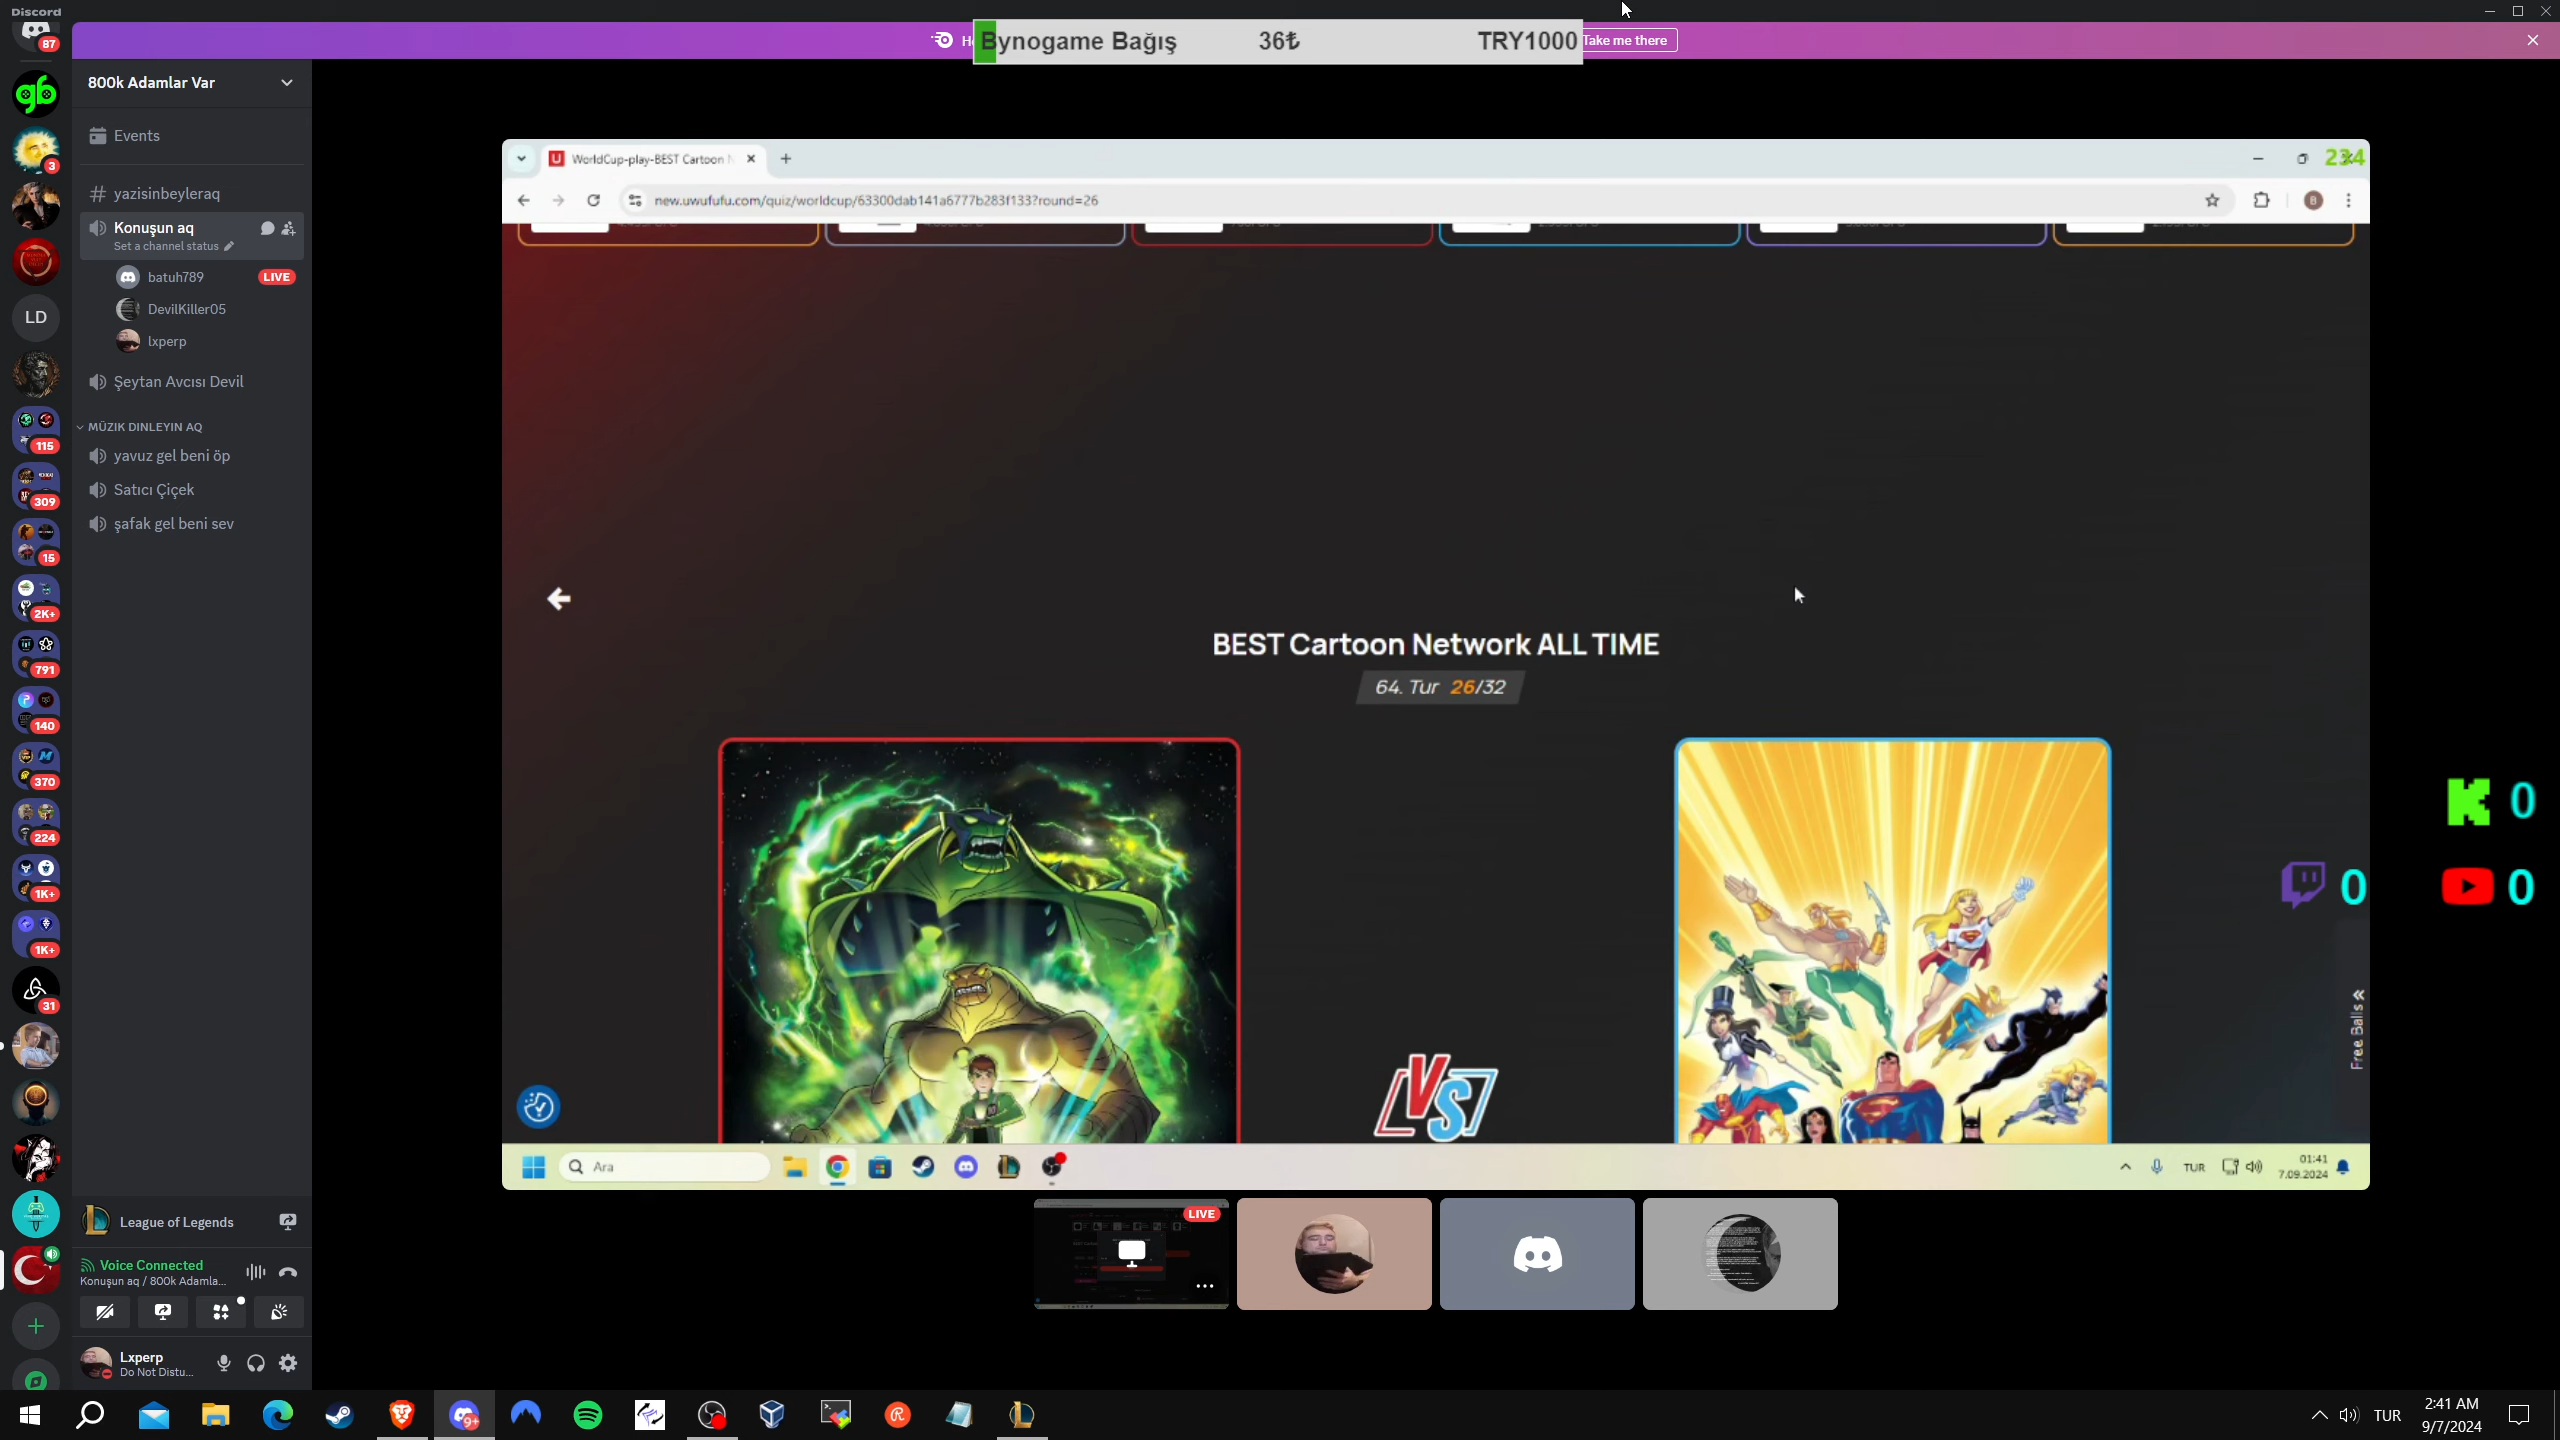 Discord
87
Bynogame Bağış 36₺ TRY1000
Take me there
800k Adamlar Var
3
Events
yazisinbeyleraq
Konuşun aq
Set a channel status
batuh789 LIVE
DevilKiller05
lxperp
LD
Şeytan Avcısı Devil
MÜZIK DINLEYIN AQ
yavuz gel beni öp
Satıcı Çiçek
şafak gel beni sev
115
309
15
2K+
791
140
370
224
1K+
1K+
31
WorldCup-play-BEST Cartoon
234
new.uwufufu.com/quiz/worldcup/63300dab141a6777b283f133?round=26
B
BEST Cartoon Network ALL TIME
64. Tur 26/32
VS
Free Balls
K 0
0
0
Ara
TUR
01:41
7.09.2024
LIVE
League of Legends
Voice Connected
Konuşun aq / 800k Adamla...
Lxperp
Do Not Distu...
9+
TUR
2:41 AM
9/7/2024